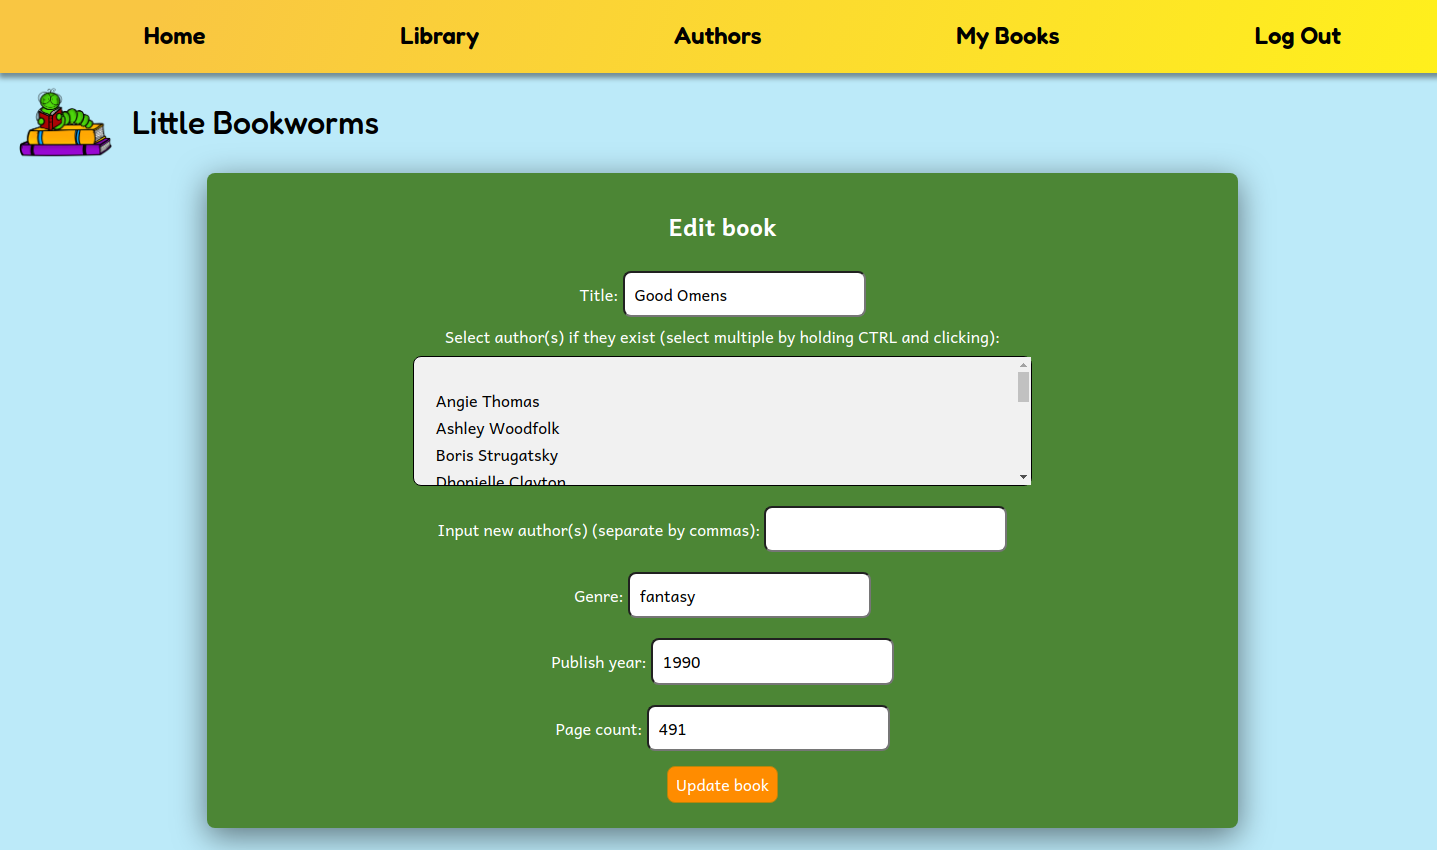 Home Library Authors My Books Log Out
Little Bookworms
Edit book
Title: Good Omens
Select author(s) if they exist (select multiple by holding CTRL and clicking):
Angie Thomas
Ashley Woodfolk
Boris Strugatsky
Dhonielle Clayton
Input new author(s) (separate by commas):
Genre: fantasy
Publish year: 1990
Page count: 491
Update book